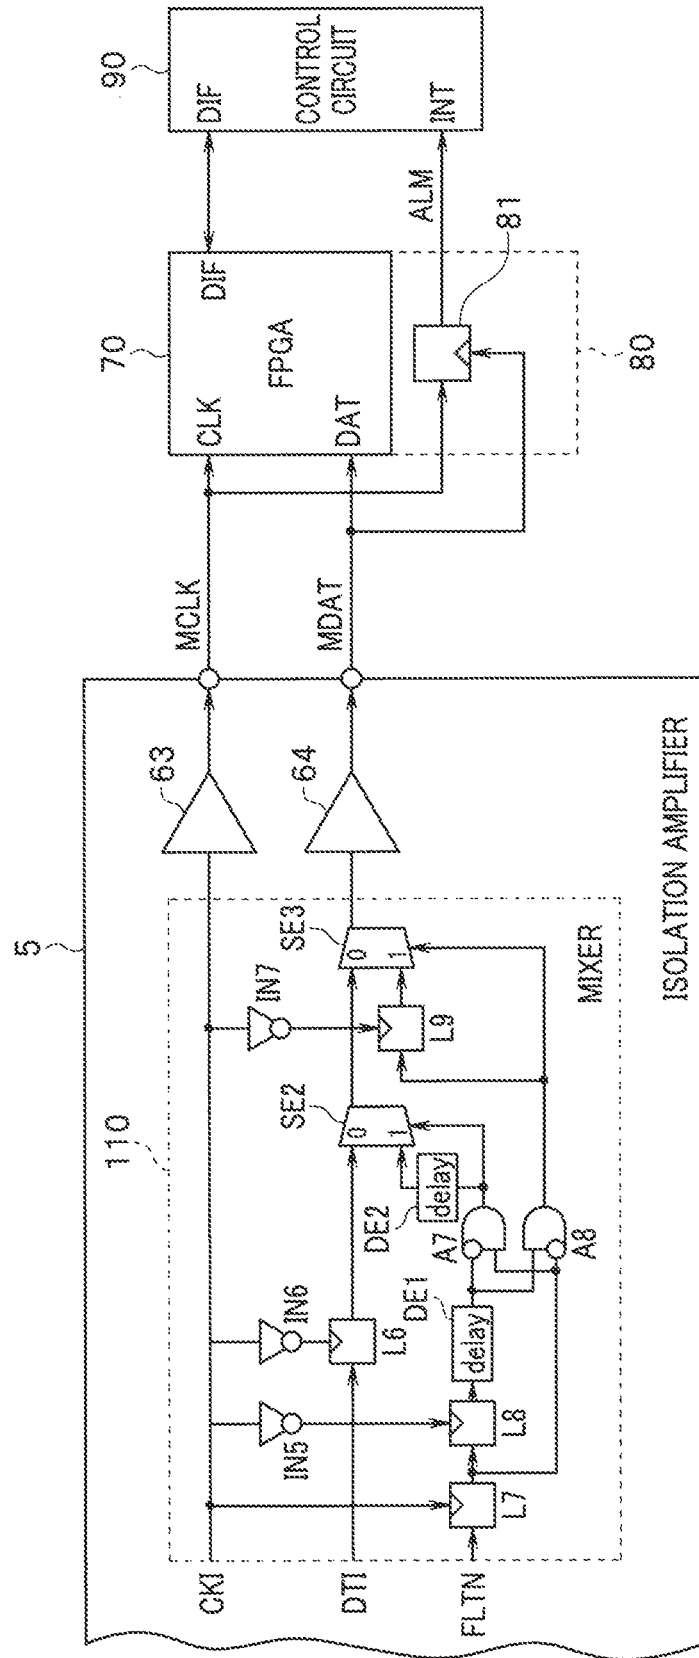 5
110
CKI
DTI
FLTN
IN5
IN6
IN7
L6
L7
L8
L9
DE1
delay
DE2
delay
A7
A8
SE2
0
1
SE3
0
1
MIXER
ISOLATION AMPLIFIER
63
64
MCLK
MDAT
70
CLK
DIF
FPGA
DAT
80
81
ALM
90
DIF
CONTROL
CIRCUIT
INT